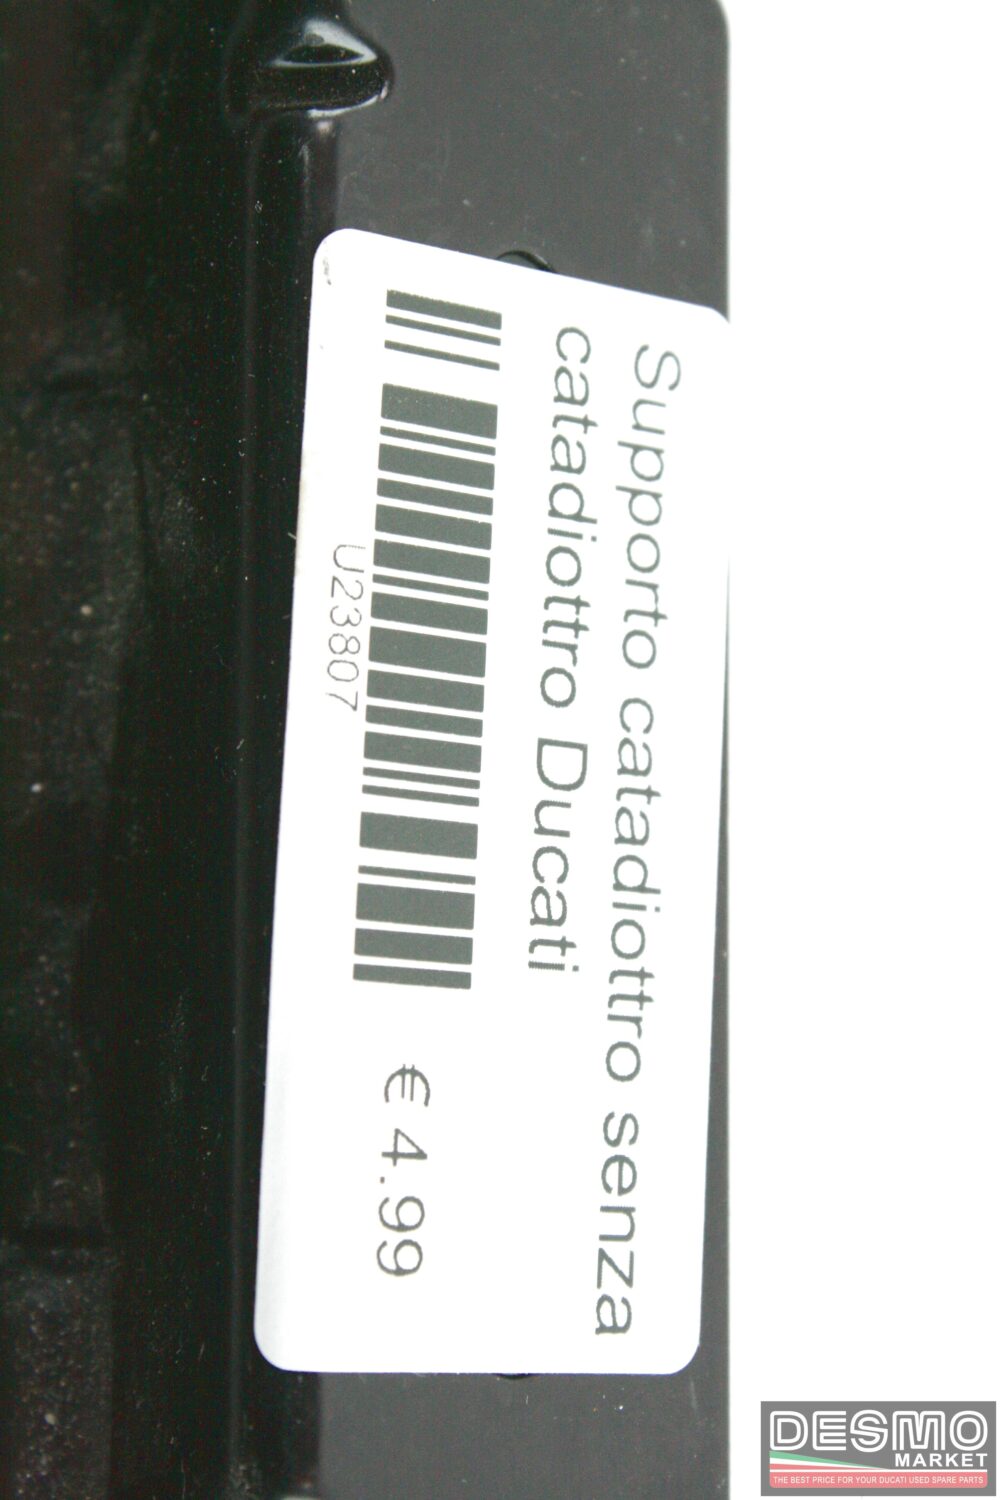 Supporto catadiottro senza
catadiottro Ducati
U23807
€ 4.99
DESMO
MARKET
THE BEST PRICE FOR YOUR DUCATI USED SPARE PARTS